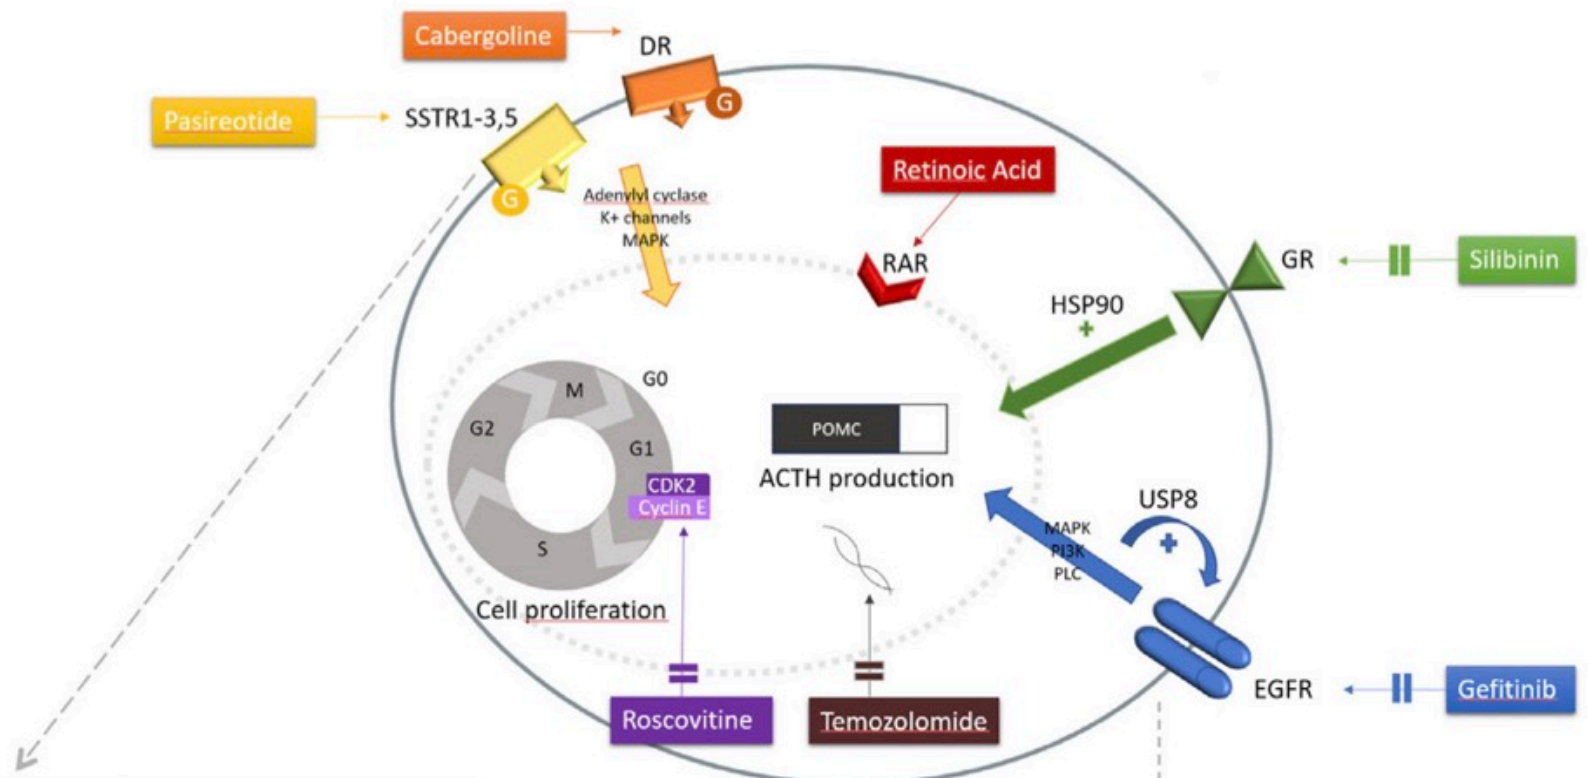 Cabergoline
DR
G
Pasireotide
SSTR1-3,5
G
Adenylyl cyclase
K+ channels
MAPK
Retinoic Acid
RAR
GR
Silibinin
HSP90
+
G0
M
G2
G1
S
CDK2
Cyclin E
Cell proliferation
POMC
ACTH production
USP8
+
MAPK
PI3K
PLC
EGFR
Gefitinib
Roscovitine
Temozolomide